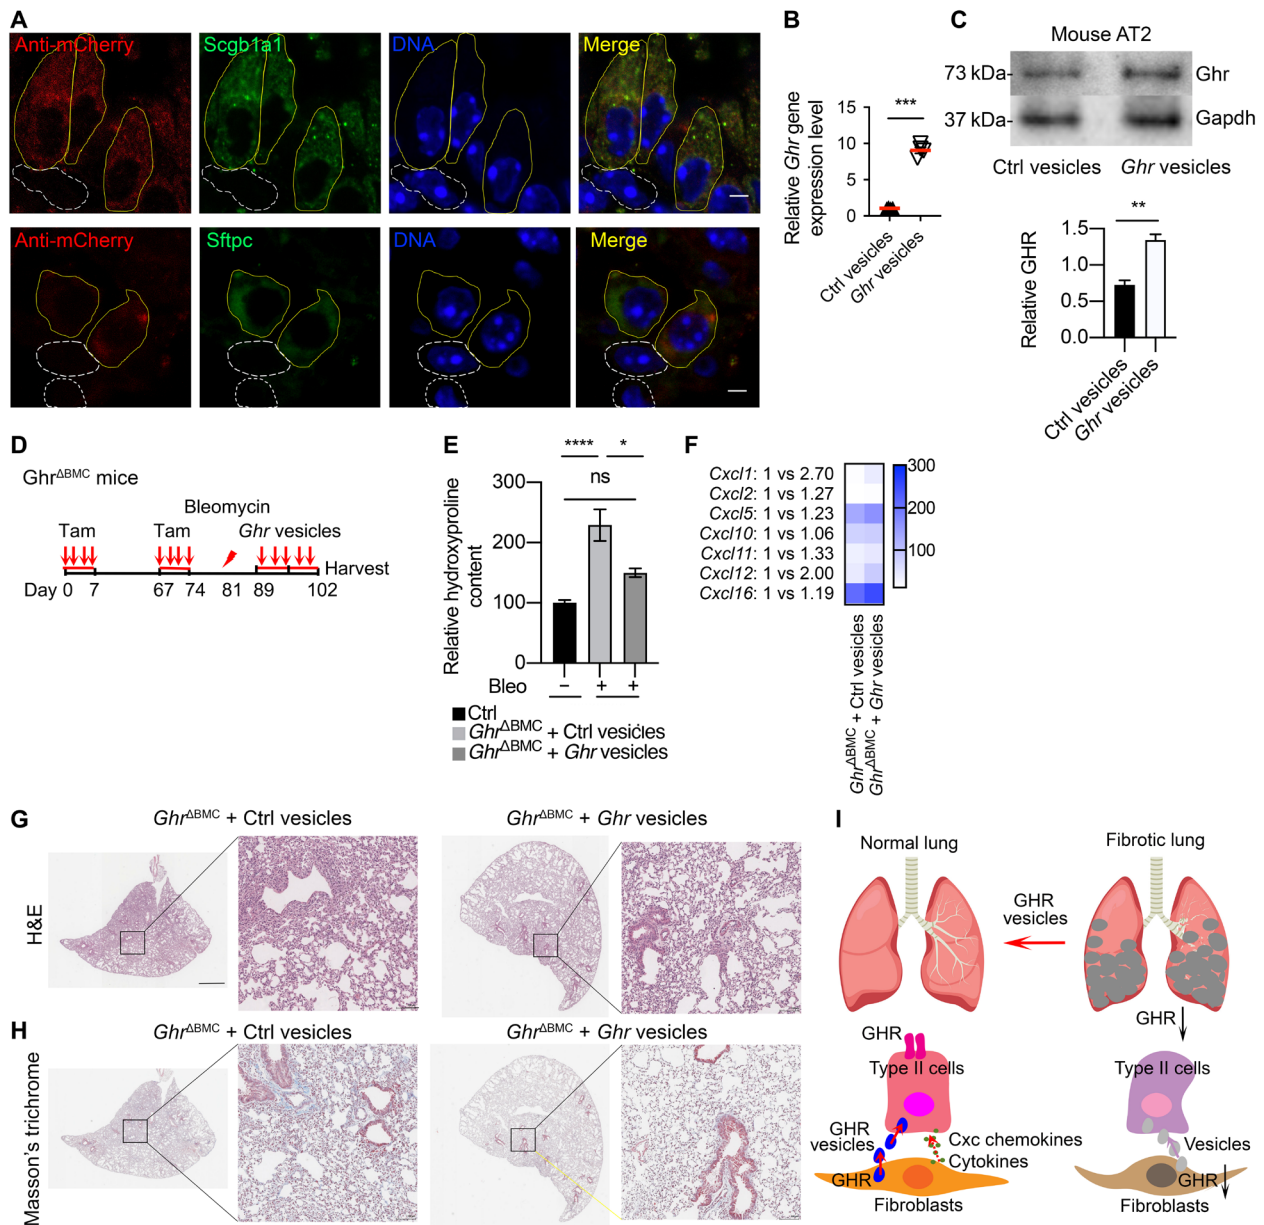 A
Anti-mCherry
Scgb1a1
DNA
Merge
Anti-mCherry
Sftpc
DNA
Merge
B
Relative Ghr gene
expression level
15
10
5
0
***
Ctrl vesicles
Ghr vesicles
C
Mouse AT2
73 kDa-
Ghr
37 kDa-
Gapdh
Ctrl vesicles
Ghr vesicles
**
Relative GHR
1.5
1.0
0.5
0.0
Ctrl vesicles
Ghr vesicles
D
GhrΔBMC mice
Bleomycin
Tam
Tam
Ghr vesicles
Harvest
Day 0 7 67 74 81 89 102
E
**** *
ns
Relative hydroxyproline
content
300
200
100
0
Bleo – + +
Ctrl
GhrΔBMC + Ctrl vesicles
GhrΔBMC + Ghr vesicles
F
Cxcl1: 1 vs 2.70
Cxcl2: 1 vs 1.27
Cxcl5: 1 vs 1.23
Cxcl10: 1 vs 1.06
Cxcl11: 1 vs 1.33
Cxcl12: 1 vs 2.00
Cxcl16: 1 vs 1.19
300
200
100
GhrΔBMC + Ctrl vesicles
GhrΔBMC + Ghr vesicles
G
GhrΔBMC + Ctrl vesicles
GhrΔBMC + Ghr vesicles
H&E
H
GhrΔBMC + Ctrl vesicles
GhrΔBMC + Ghr vesicles
Masson's trichrome
I
Normal lung
Fibrotic lung
GHR
vesicles
GHR
GHR
Type II cells
Type II cells
GHR
vesicles
Cxc chemokines
Cytokines
Vesicles
GHR
GHR
Fibroblasts
Fibroblasts